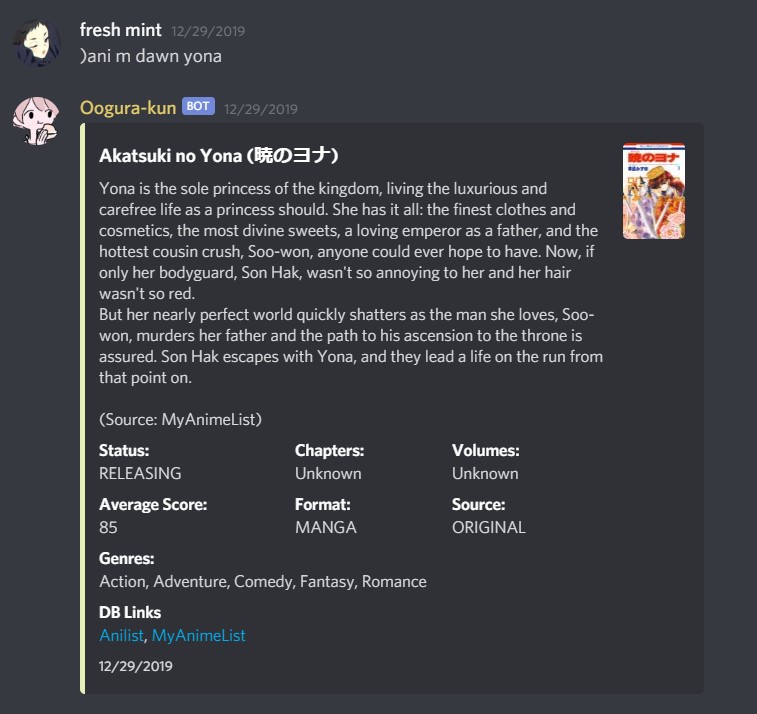 fresh mint 12/29/2019
)ani m dawn yona
Oogura-kun BOT 12/29/2019
Akatsuki no Yona (暁のヨナ)
暁のヨナ
Yona is the sole princess of the kingdom, living the luxurious and
carefree life as a princess should. She has it all: the finest clothes and
cosmetics, the most divine sweets, a loving emperor as a father, and the
hottest cousin crush, Soo-won, anyone could ever hope to have. Now, if
only her bodyguard, Son Hak, wasn't so annoying to her and her hair
wasn't so red.
But her nearly perfect world quickly shatters as the man she loves, Soo-
won, murders her father and the path to his ascension to the throne is
assured. Son Hak escapes with Yona, and they lead a life on the run from
that point on.
(Source: MyAnimeList)
Status: Chapters: Volumes:
RELEASING Unknown Unknown
Average Score: Format: Source:
85 MANGA ORIGINAL
Genres:
Action, Adventure, Comedy, Fantasy, Romance
DB Links
Anilist, MyAnimeList
12/29/2019